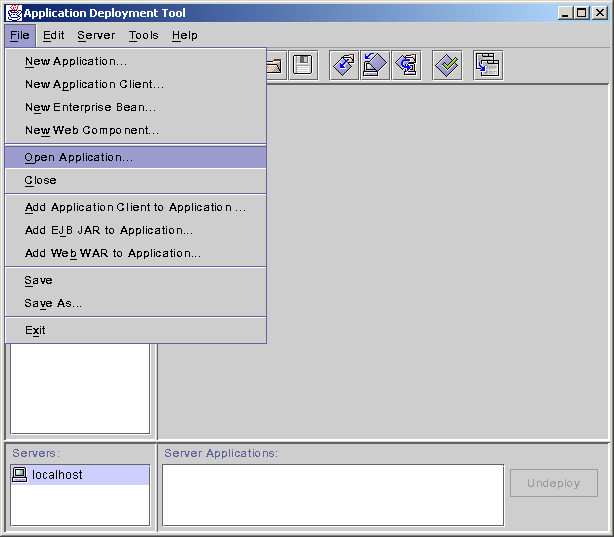 Application Deployment Tool
File Edit Server Tools Help
New Application...
New Application Client...
New Enterprise Bean...
New Web Component...
Open Application...
Close
Add Application Client to Application ...
Add EJB JAR to Application...
Add Web WAR to Application...
Save
Save As...
Exit
Servers:
localhost
Server Applications:
Undeploy